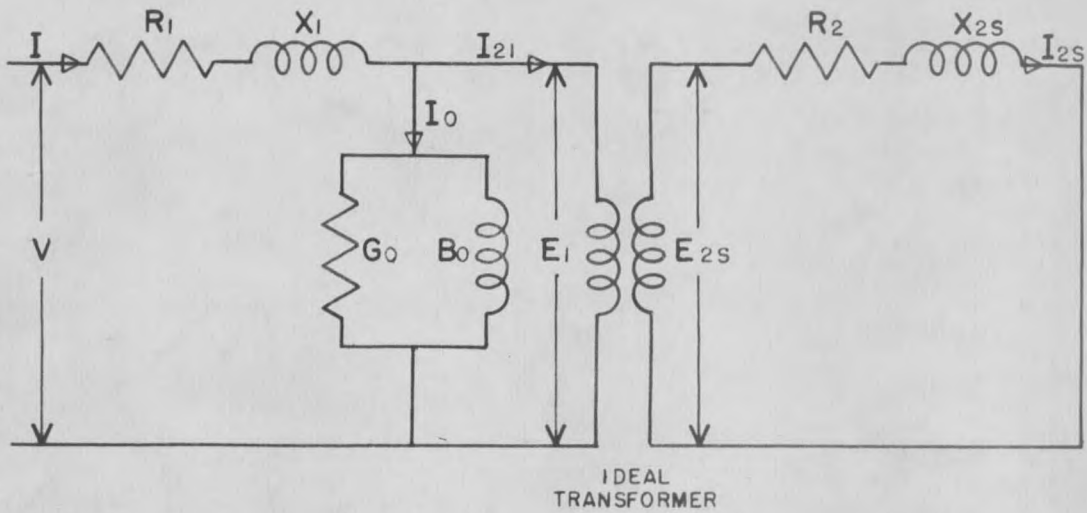 I R1 X1 I21 R2 X2S I2S
I0
V G0 B0 E1 E2S
IDEAL
TRANSFORMER